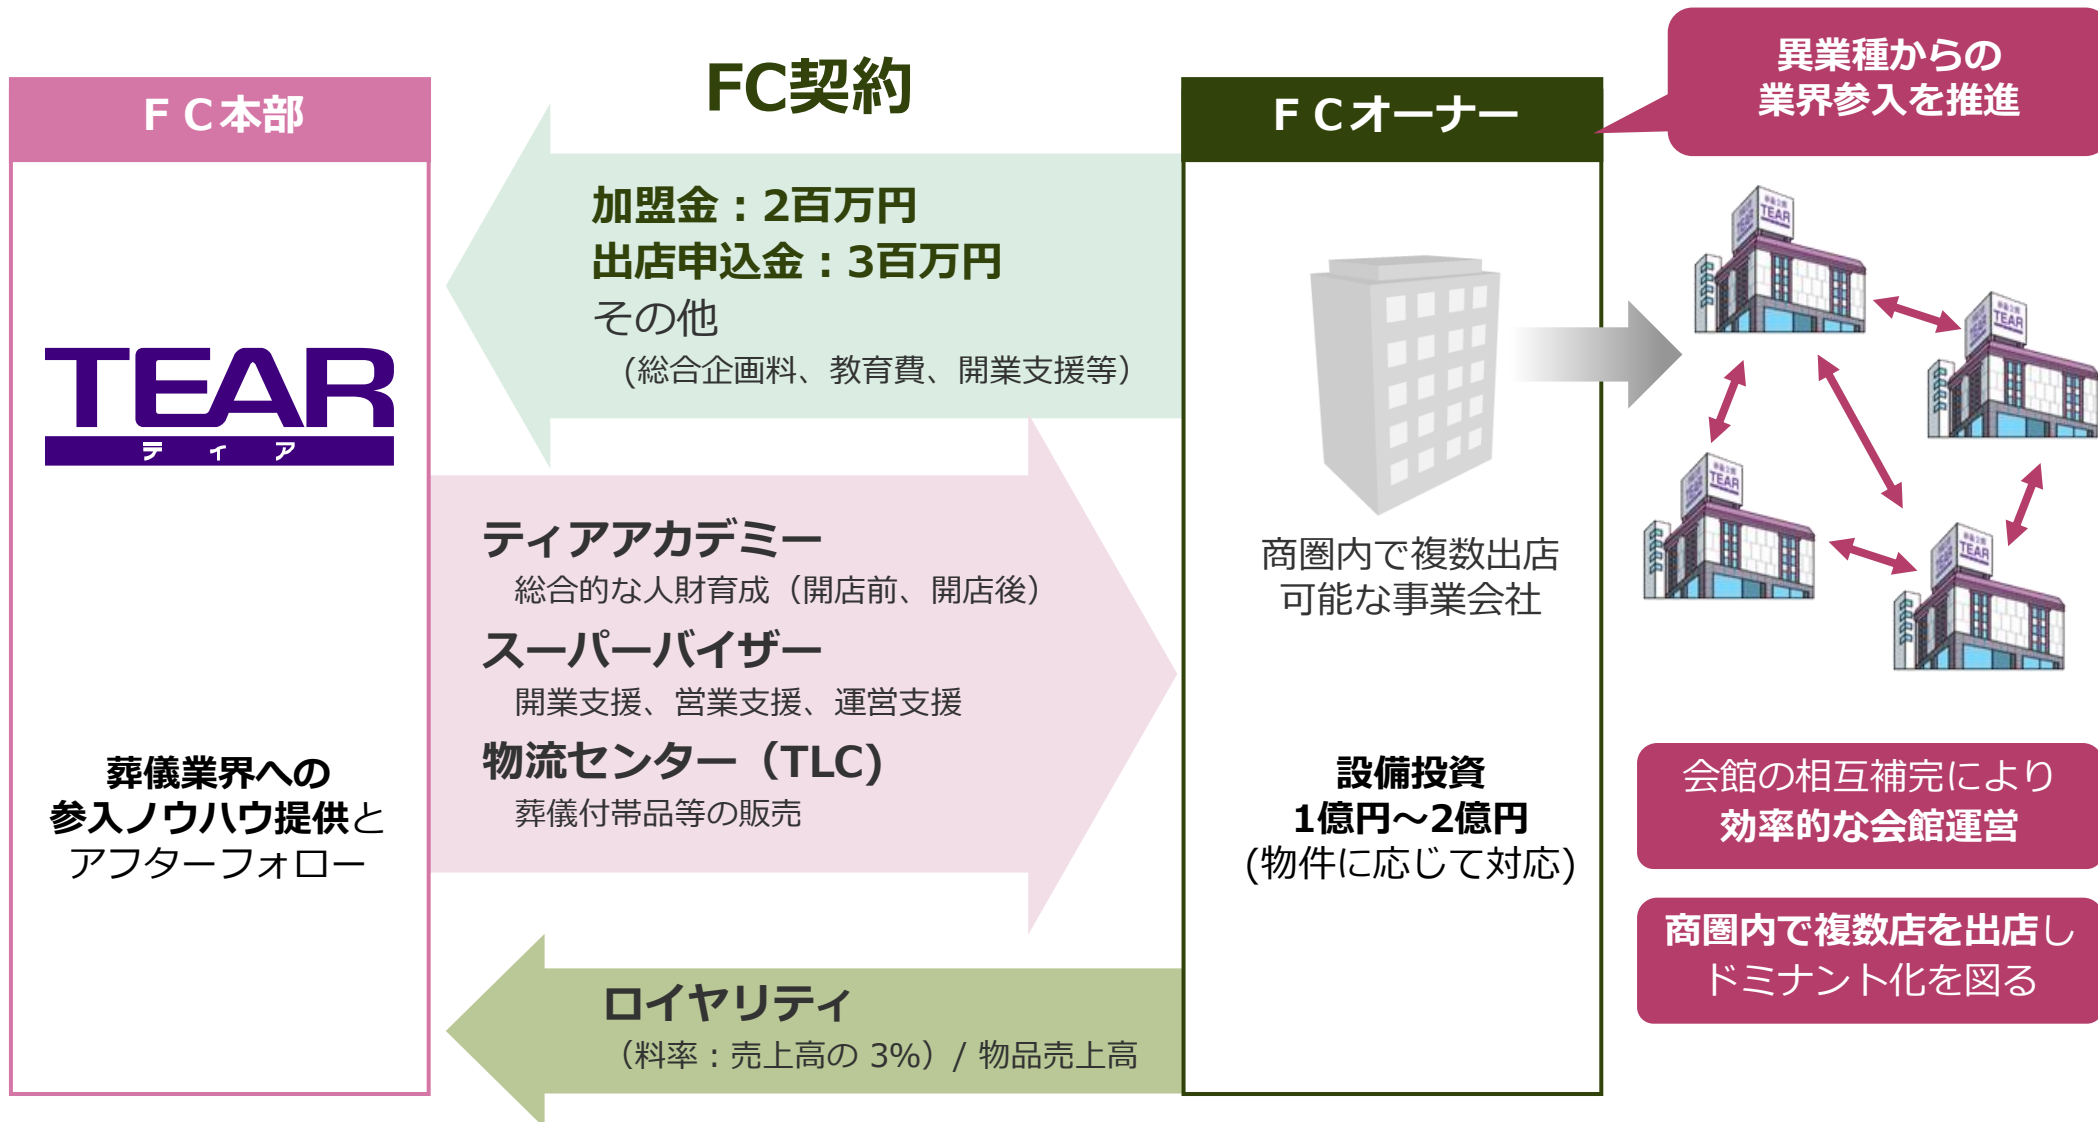 FC契約
ＦＣ本部
TEAR
ティア
葬儀業界への
参入ノウハウ提供と
アフターフォロー
加盟金：2百万円
出店申込金：3百万円
その他
(総合企画料、教育費、開業支援等）
ティアアカデミー
総合的な人財育成（開店前、開店後）
スーパーバイザー
開業支援、営業支援、運営支援
物流センター（TLC)
葬儀付帯品等の販売
ロイヤリティ
（料率：売上高の 3%）/ 物品売上高
ＦＣオーナー
商圏内で複数出店
可能な事業会社
設備投資
1億円～2億円
(物件に応じて対応)
異業種からの
業界参入を推進
TEAR
TEAR
TEAR
TEAR
会館の相互補完により
効率的な会館運営
商圏内で複数店を出店し
ドミナント化を図る